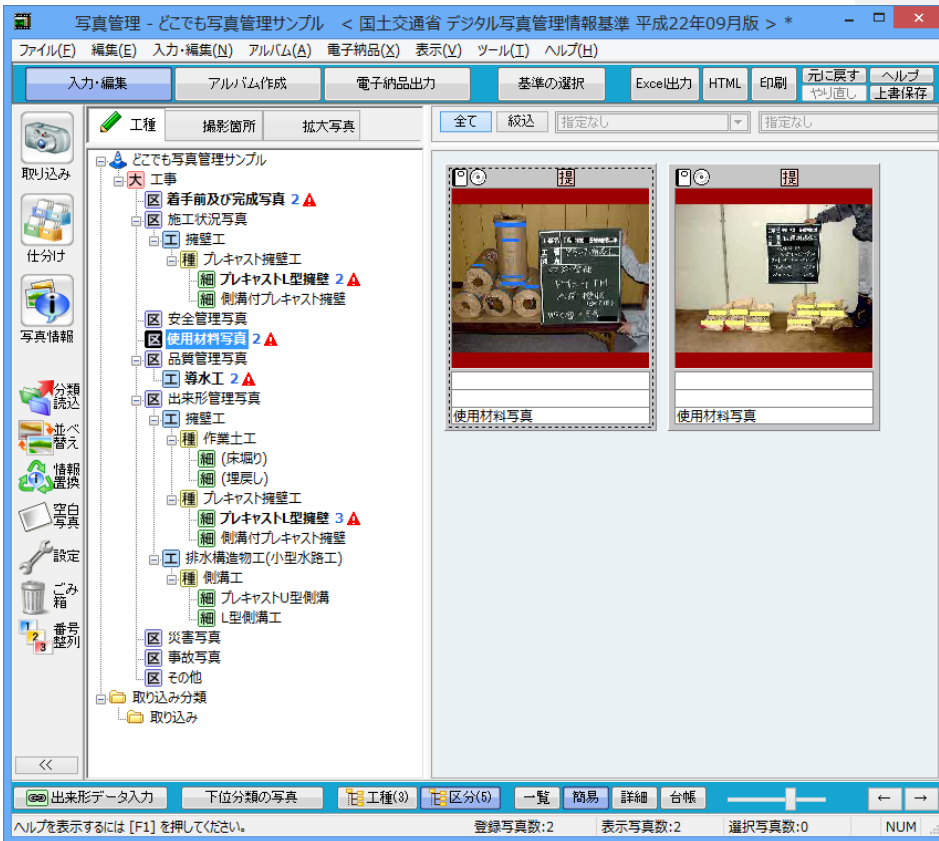 写真管理 - どこでも写真管理サンプル < 国土交通省 デジタル写真管理情報基準 平成22年09月版 > *
ファイル(F) 編集(E) 入力・編集(N) アルバム(A) 電子納品(X) 表示(V) ツール(T) ヘルプ(H)
入力・編集 アルバム作成 電子納品出力 基準の選択 Excel出力 HTML 印刷 元に戻す ヘルプ
やり直し 上書保存
工種 撮影箇所 拡大写真
全て 絞込 指定なし 指定なし
取り込み
仕分け
写真情報
分類
読込
並べ
替え
情報
置換
空白
写真
設定
ごみ
箱
番号
整列
<<
どこでも写真管理サンプル
大 工事
区 着手前及び完成写真 2
区 施工状況写真
工 擁壁工
種 プレキャスト擁壁工
細 プレキャストL型擁壁 2
細 側溝付プレキャスト擁壁
区 安全管理写真
区 使用材料写真 2
区 品質管理写真
工 導水工 2
区 出来形管理写真
工 擁壁工
種 作業土工
細 (床堀り)
細 (埋戻し)
種 プレキャスト擁壁工
細 プレキャストL型擁壁 3
細 側溝付プレキャスト擁壁
工 排水構造物工(小型水路工)
種 側溝工
細 プレキャストU型側溝
細 L型側溝工
区 災害写真
区 事故写真
区 その他
取り込み分類
取り込み
提
使用材料写真
提
使用材料写真
出来形データ入力 下位分類の写真 工種(3) 区分(5) 一覧 簡易 詳細 台帳 ← →
ヘルプを表示するには [F1] を押してください。 登録写真数:2 表示写真数:2 選択写真数:0 NUM